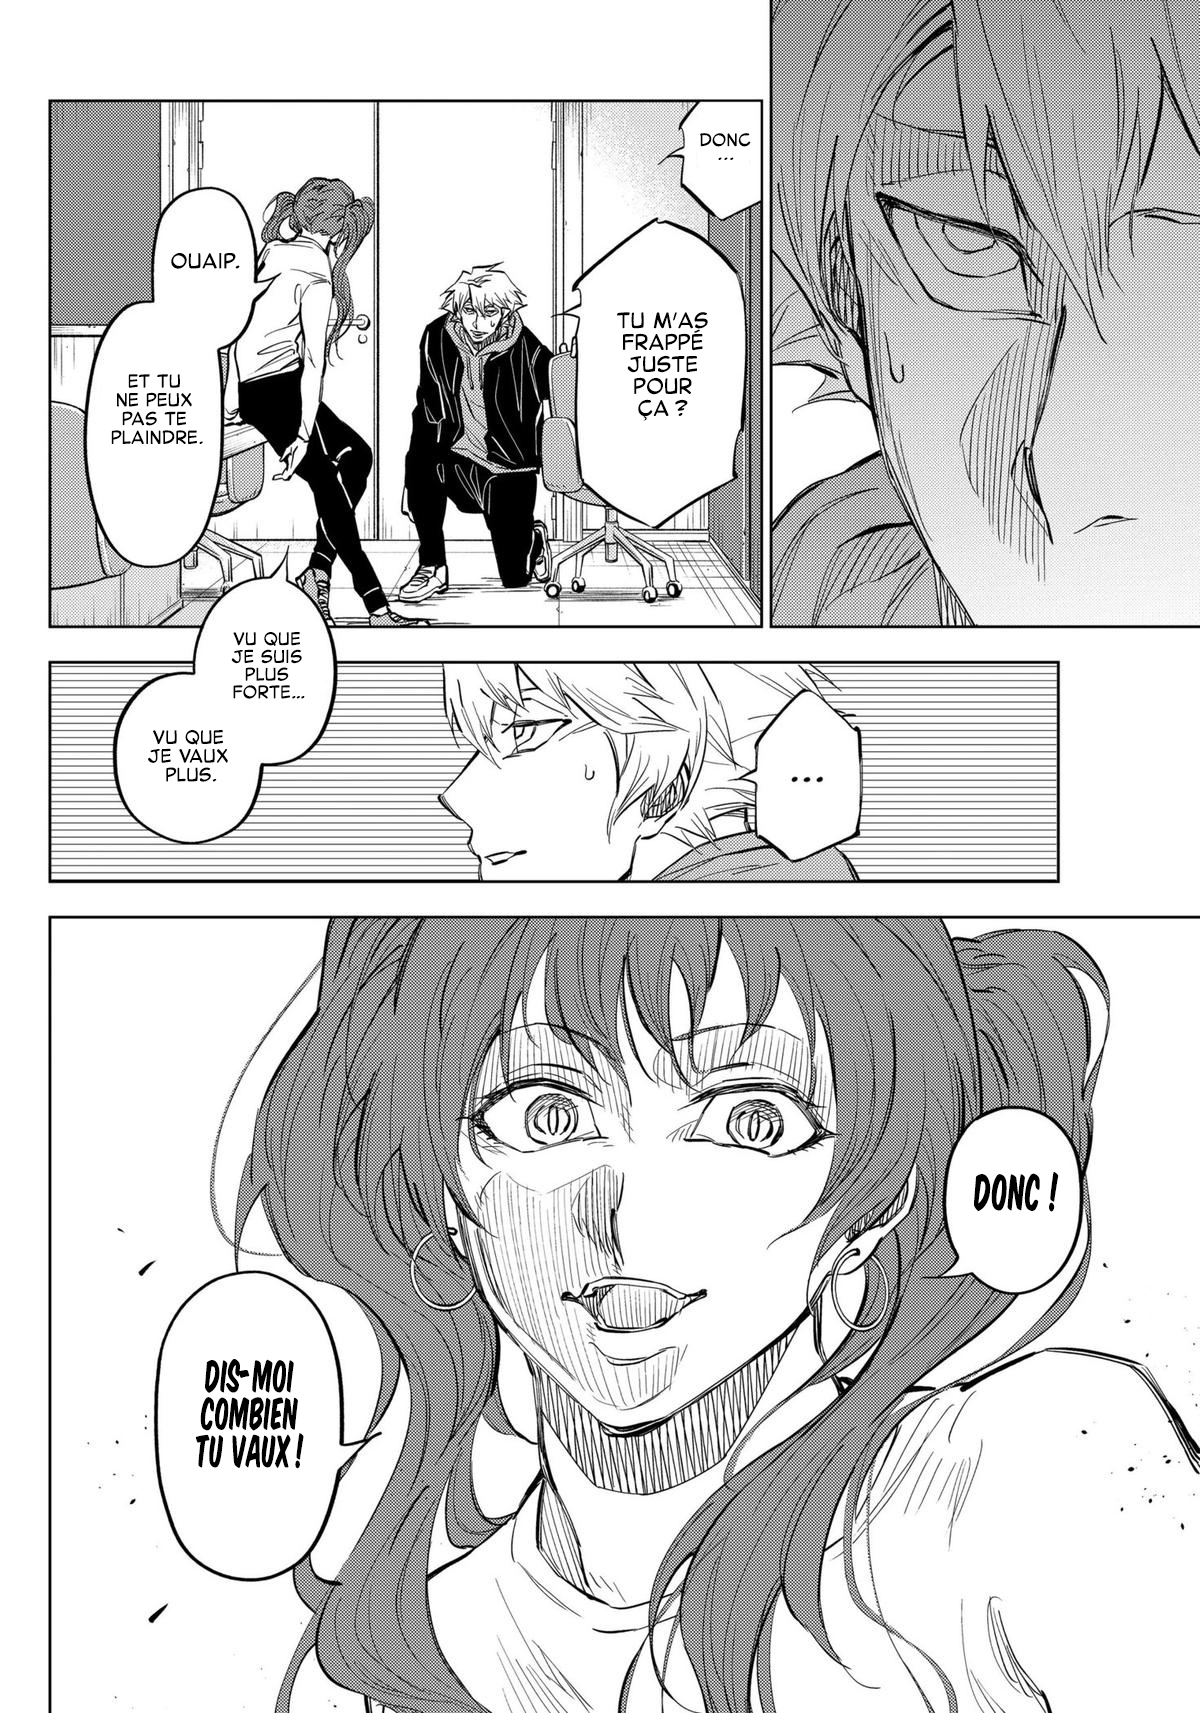 DONC
...
TU M'AS
FRAPPÉ
JUSTE
POUR
ÇA ?
OUAIP.
ET TU
NE PEUX
PAS TE
PLAINDRE.
...
VU QUE
JE SUIS
PLUS
FORTE...
VU QUE
JE VAUX
PLUS.
DONC !
DIS-MOI
COMBIEN
TU VAUX !